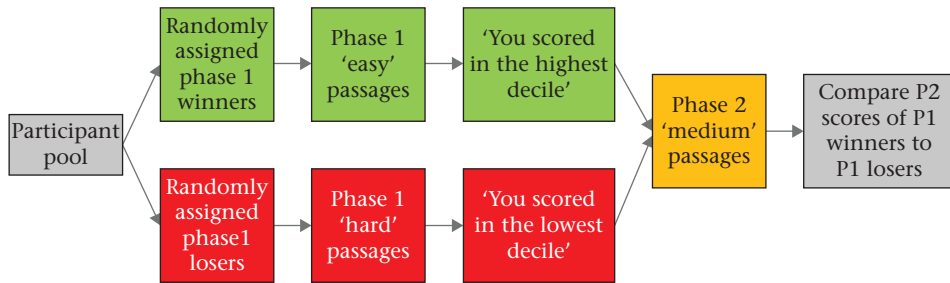 Participant
pool
Randomly
assigned
phase 1
winners
Phase 1
‘easy’
passages
‘You scored
in the highest
decile’
Randomly
assigned
phase1
losers
Phase 1
‘hard’
passages
‘You scored
in the lowest
decile’
Phase 2
‘medium’
passages
Compare P2
scores of P1
winners to
P1 losers